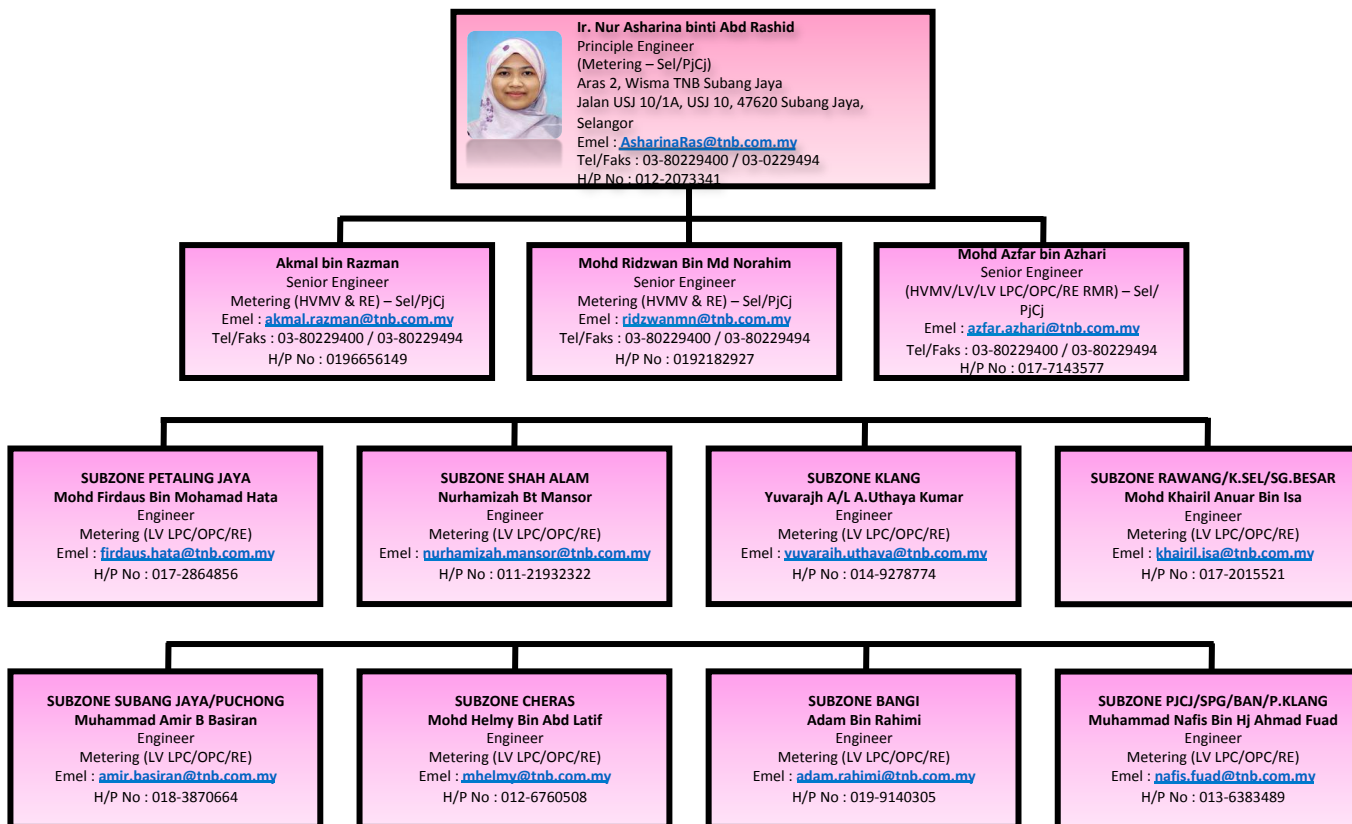 Ir. Nur Asharina binti Abd Rashid
Principle Engineer
(Metering – Sel/PjCj)
Aras 2, Wisma TNB Subang Jaya
Jalan USJ 10/1A, USJ 10, 47620 Subang Jaya,
Selangor
Emel : AsharinaRas@tnb.com.my
Tel/Faks : 03-80229400 / 03-0229494
H/P No : 012-2073341
Akmal bin Razman
Senior Engineer
Metering (HVMV & RE) – Sel/PjCj
Emel : akmal.razman@tnb.com.my
Tel/Faks : 03-80229400 / 03-80229494
H/P No : 0196656149
Mohd Ridzwan Bin Md Norahim
Senior Engineer
Metering (HVMV & RE) – Sel/PjCj
Emel : ridzwanmn@tnb.com.my
Tel/Faks : 03-80229400 / 03-80229494
H/P No : 0192182927
Mohd Azfar bin Azhari
Senior Engineer
(HVMV/LV/LV LPC/OPC/RE RMR) – Sel/
PjCj
Emel : azfar.azhari@tnb.com.my
Tel/Faks : 03-80229400 / 03-80229494
H/P No : 017-7143577
SUBZONE PETALING JAYA
Mohd Firdaus Bin Mohamad Hata
Engineer
Metering (LV LPC/OPC/RE)
Emel : firdaus.hata@tnb.com.my
H/P No : 017-2864856
SUBZONE SHAH ALAM
Nurhamizah Bt Mansor
Engineer
Metering (LV LPC/OPC/RE)
Emel : nurhamizah.mansor@tnb.com.my
H/P No : 011-21932322
SUBZONE KLANG
Yuvarajh A/L A.Uthaya Kumar
Engineer
Metering (LV LPC/OPC/RE)
Emel : yuvarajh.uthaya@tnb.com.my
H/P No : 014-9278774
SUBZONE RAWANG/K.SEL/SG.BESAR
Mohd Khairil Anuar Bin Isa
Engineer
Metering (LV LPC/OPC/RE)
Emel : khairil.isa@tnb.com.my
H/P No : 017-2015521
SUBZONE SUBANG JAYA/PUCHONG
Muhammad Amir B Basiran
Engineer
Metering (LV LPC/OPC/RE)
Emel : amir.basiran@tnb.com.my
H/P No : 018-3870664
SUBZONE CHERAS
Mohd Helmy Bin Abd Latif
Engineer
Metering (LV LPC/OPC/RE)
Emel : mhelmy@tnb.com.my
H/P No : 012-6760508
SUBZONE BANGI
Adam Bin Rahimi
Engineer
Metering (LV LPC/OPC/RE)
Emel : adam.rahimi@tnb.com.my
H/P No : 019-9140305
SUBZONE PJCJ/SPG/BAN/P.KLANG
Muhammad Nafis Bin Hj Ahmad Fuad
Engineer
Metering (LV LPC/OPC/RE)
Emel : nafis.fuad@tnb.com.my
H/P No : 013-6383489